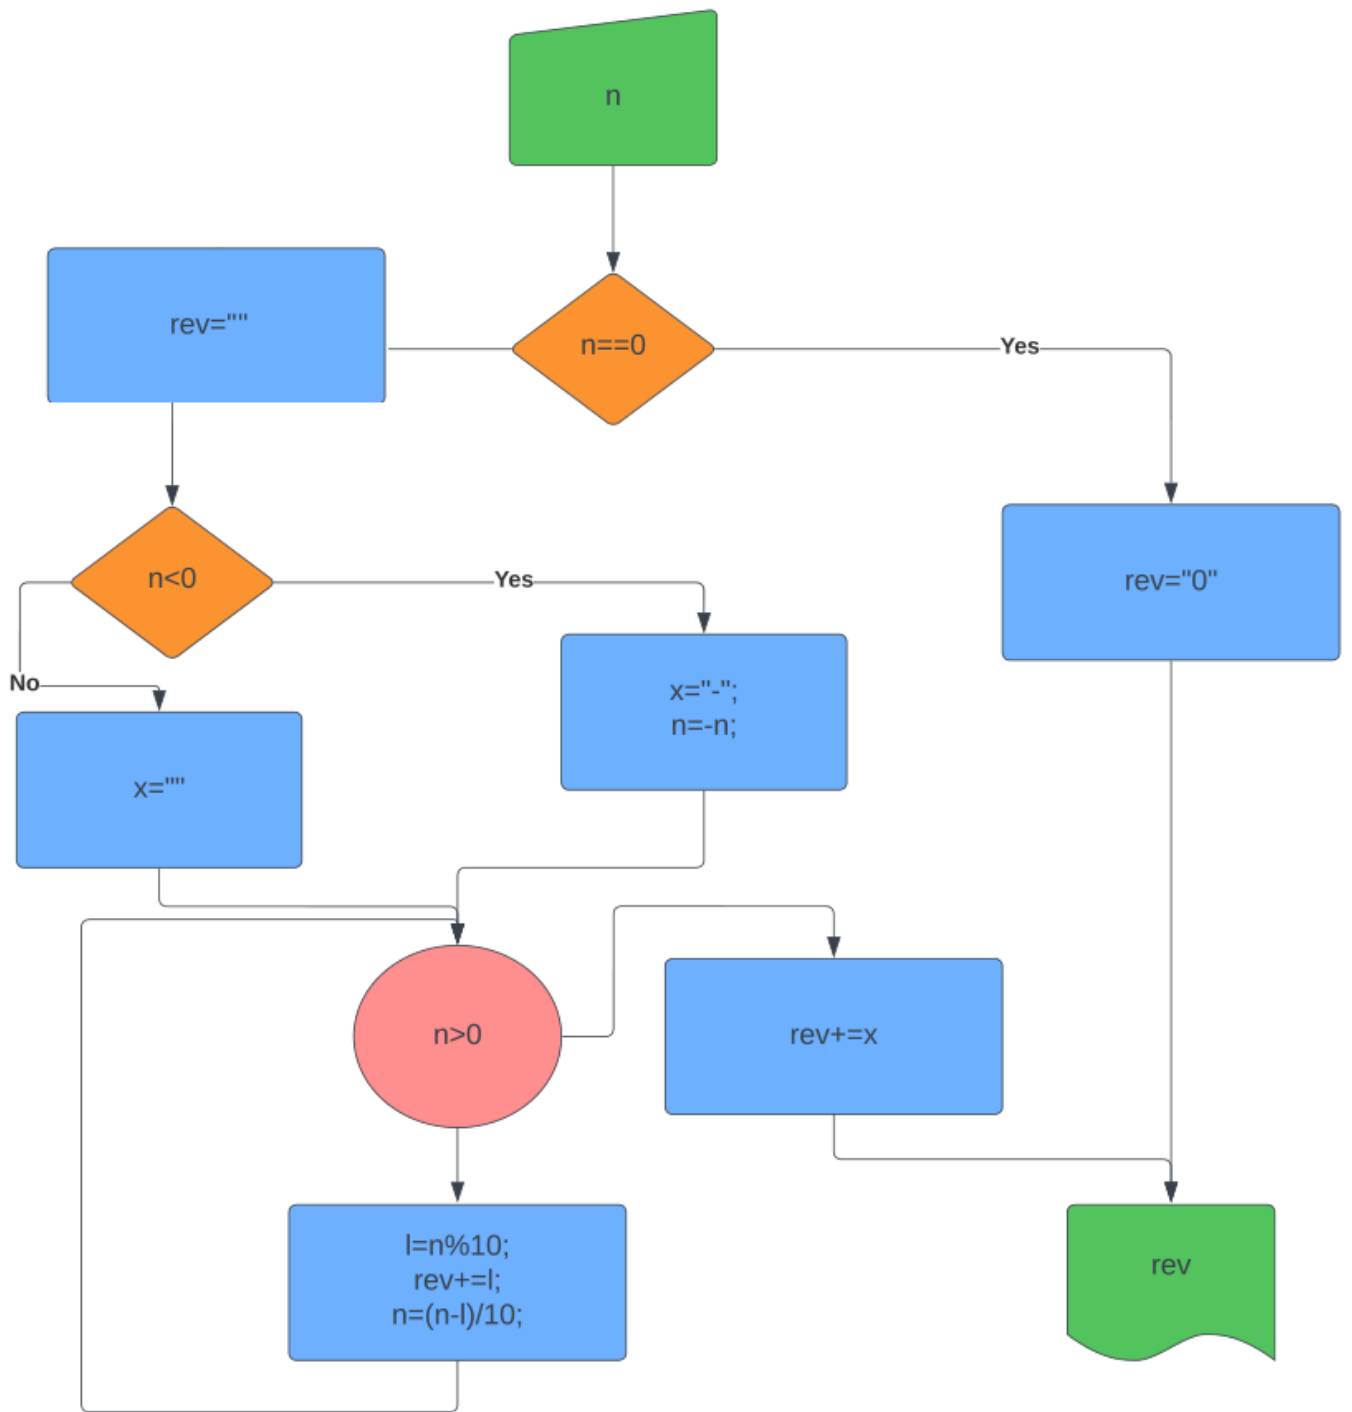 n
rev=""
n==0
Yes
n<0
Yes
rev="0"
No
x="-";
n=-n;
x=""
n>0
rev+=x
l=n%10;
rev+=l;
n=(n-l)/10;
rev